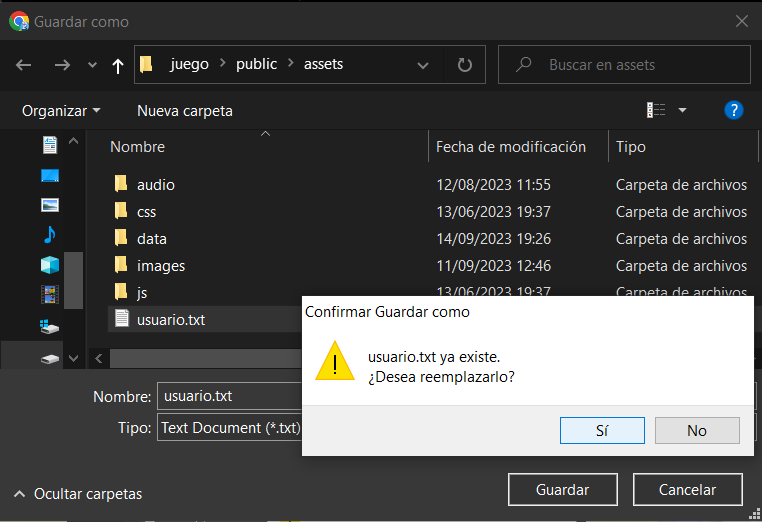 Guardar como
juego > public > assets
Buscar en assets
Organizar
Nueva carpeta
?
Nombre Fecha de modificación Tipo
audio 12/08/2023 11:55 Carpeta de archivos
css 13/06/2023 19:37 Carpeta de archivos
data 14/09/2023 19:26 Carpeta de archivos
images 11/09/2023 12:46 Carpeta de archivos
js 13/06/2023 19:37 Carpeta de archivos
usuario.txt
Confirmar Guardar como
usuario.txt ya existe.
¿Desea reemplazarlo?
Sí
No
Nombre: usuario.txt
Tipo: Text Document (*.txt)
Ocultar carpetas
Guardar
Cancelar